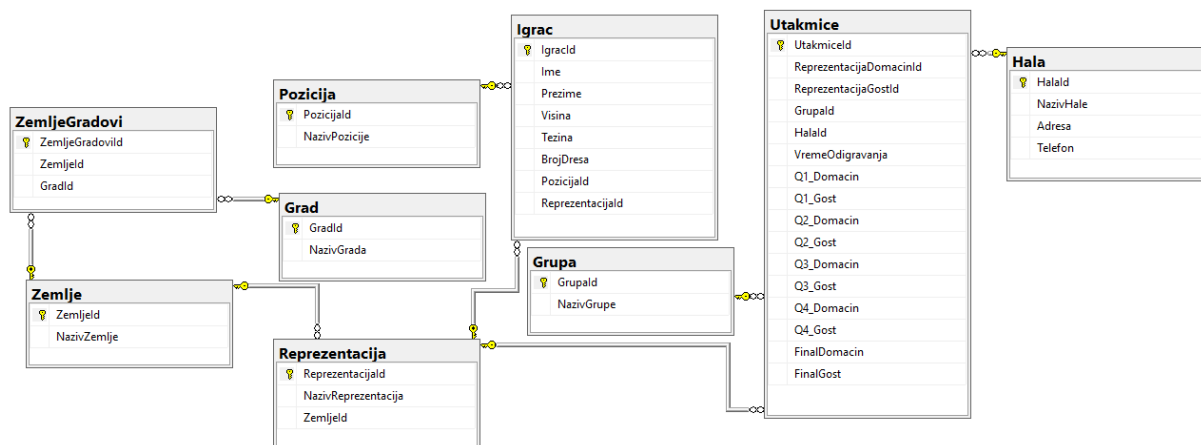 ZemljeGradovi
ZemljeGradoviId
ZemljeId
GradId
Zemlje
ZemljeId
NazivZemlje
Pozicija
PozicijaId
NazivPozicije
Grad
GradId
NazivGrada
Reprezentacija
ReprezentacijaId
NazivReprezentacija
ZemljeId
Igrac
IgracId
Ime
Prezime
Visina
Tezina
BrojDresa
PozicijaId
ReprezentacijaId
Grupa
GrupaId
NazivGrupe
Utakmice
UtakmiceId
ReprezentacijaDomacinId
ReprezentacijaGostId
GrupaId
HalaId
VremeOdigravanja
Q1_Domacin
Q1_Gost
Q2_Domacin
Q2_Gost
Q3_Domacin
Q3_Gost
Q4_Domacin
Q4_Gost
FinalDomacin
FinalGost
Hala
HalaId
NazivHale
Adresa
Telefon